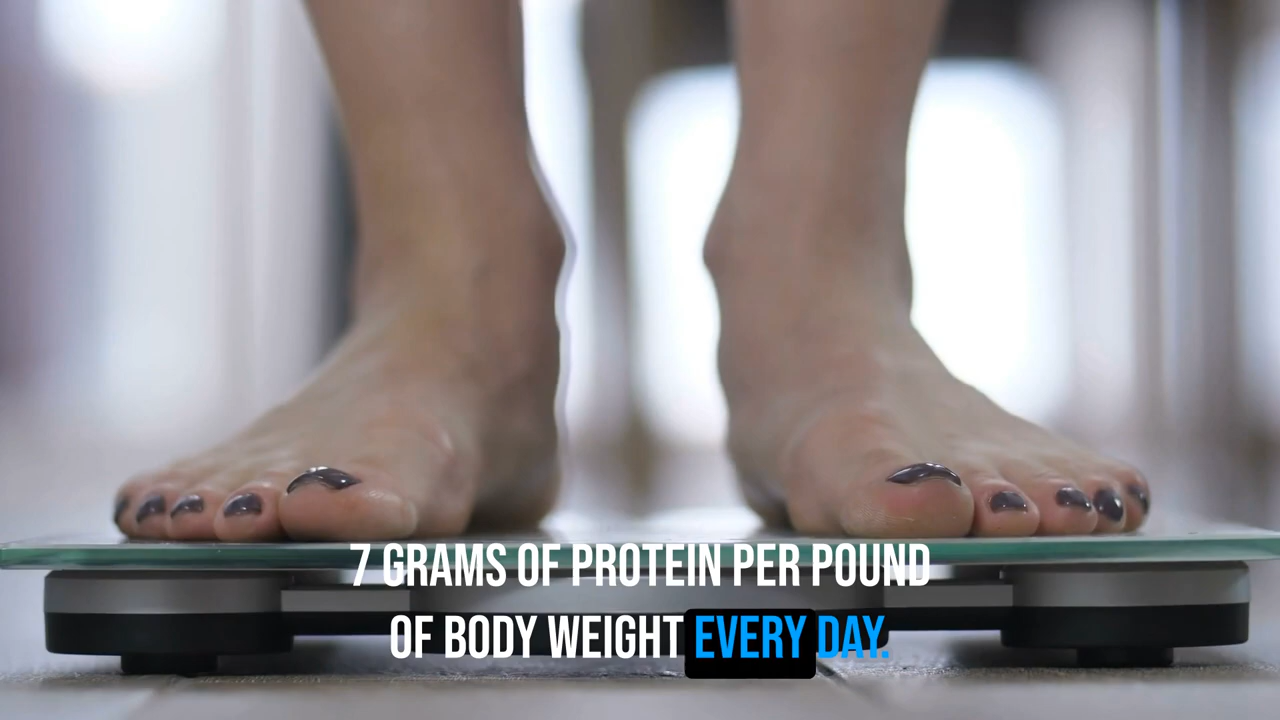 7 GRAMS OF PROTEIN PER POUND
OF BODY WEIGHT EVERY DAY.